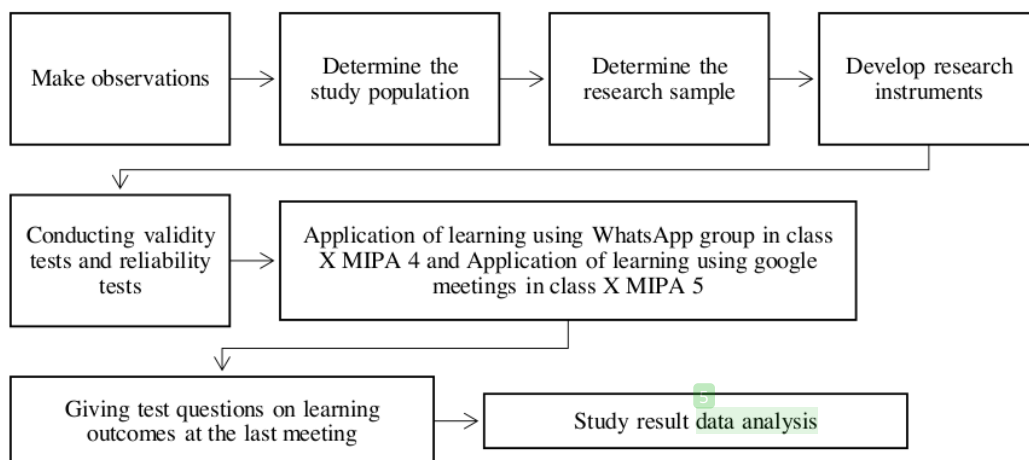 Make observations
Determine the
study population
Determine the
research sample
Develop research
instruments
Conducting validity
tests and reliability
tests
Application of learning using WhatsApp group in class
X MIPA 4 and Application of learning using google
meetings in class X MIPA 5
Giving test questions on learning
outcomes at the last meeting
5
Study result data analysis